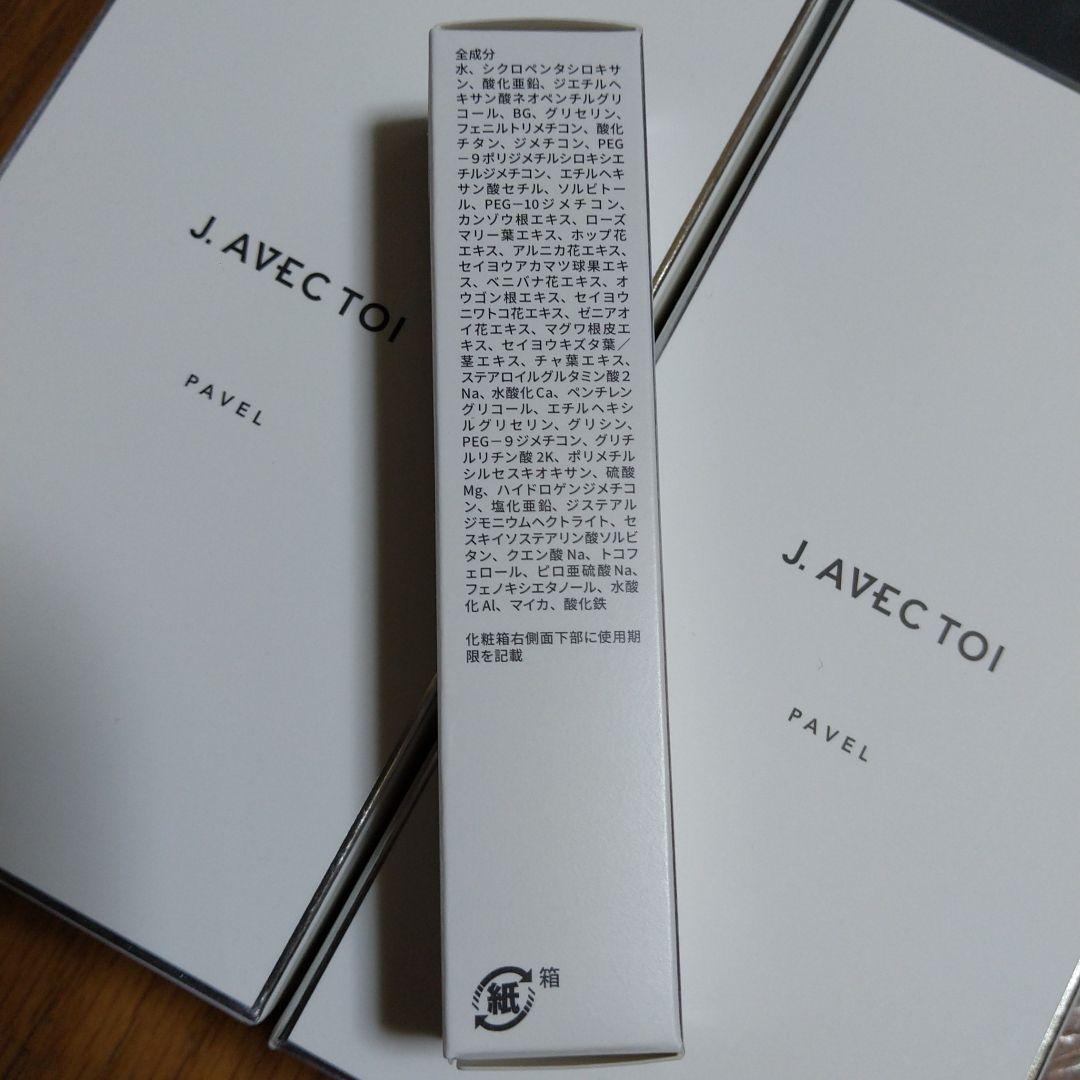 全成分
水、シクロペンタシロキサ
ン、酸化亜鉛、ジエチルヘ
キサン酸ネオペンチルグリ
コール、BG、グリセリン、
フェニルトリメチコン、酸化
チタン、ジメチコン、PEG
－9ポリジメチルシロキシエ
チルジメチコン、エチルヘキ
サン酸セチル、ソルビトー
ル、PEG－10ジメチコン、
カンゾウ根エキス、ローズ
マリー葉エキス、ホップ花
エキス、アルニカ花エキス、
セイヨウアカマツ球果エキ
ス、ベニバナ花エキス、オ
ウゴン根エキス、セイヨウ
ニワトコ花エキス、ゼニアオ
イ花エキス、マグワ根皮エ
キス、セイヨウキズタ葉／
茎エキス、チャ葉エキス、
ステアロイルグルタミン酸2
Na、水酸化Ca、ペンチレン
グリコール、エチルヘキシ
ルグリセリン、グリシン、
PEG－9ジメチコン、グリチ
ルリチン酸2K、ポリメチル
シルセスキオキサン、硫酸
Mg、ハイドロゲンジメチコ
ン、塩化亜鉛、ジステアル
ジモニウムヘクトライト、セ
スキイソステアリン酸ソルビ
タン、クエン酸Na、トコフ
ェロール、ピロ亜硫酸Na、
フェノキシエタノール、水酸
化Al、マイカ、酸化鉄
化粧箱右側面下部に使用期
限を記載
紙
箱
J. AVEC TOI
PAVEL
J. AVEC TOI
PAVEL